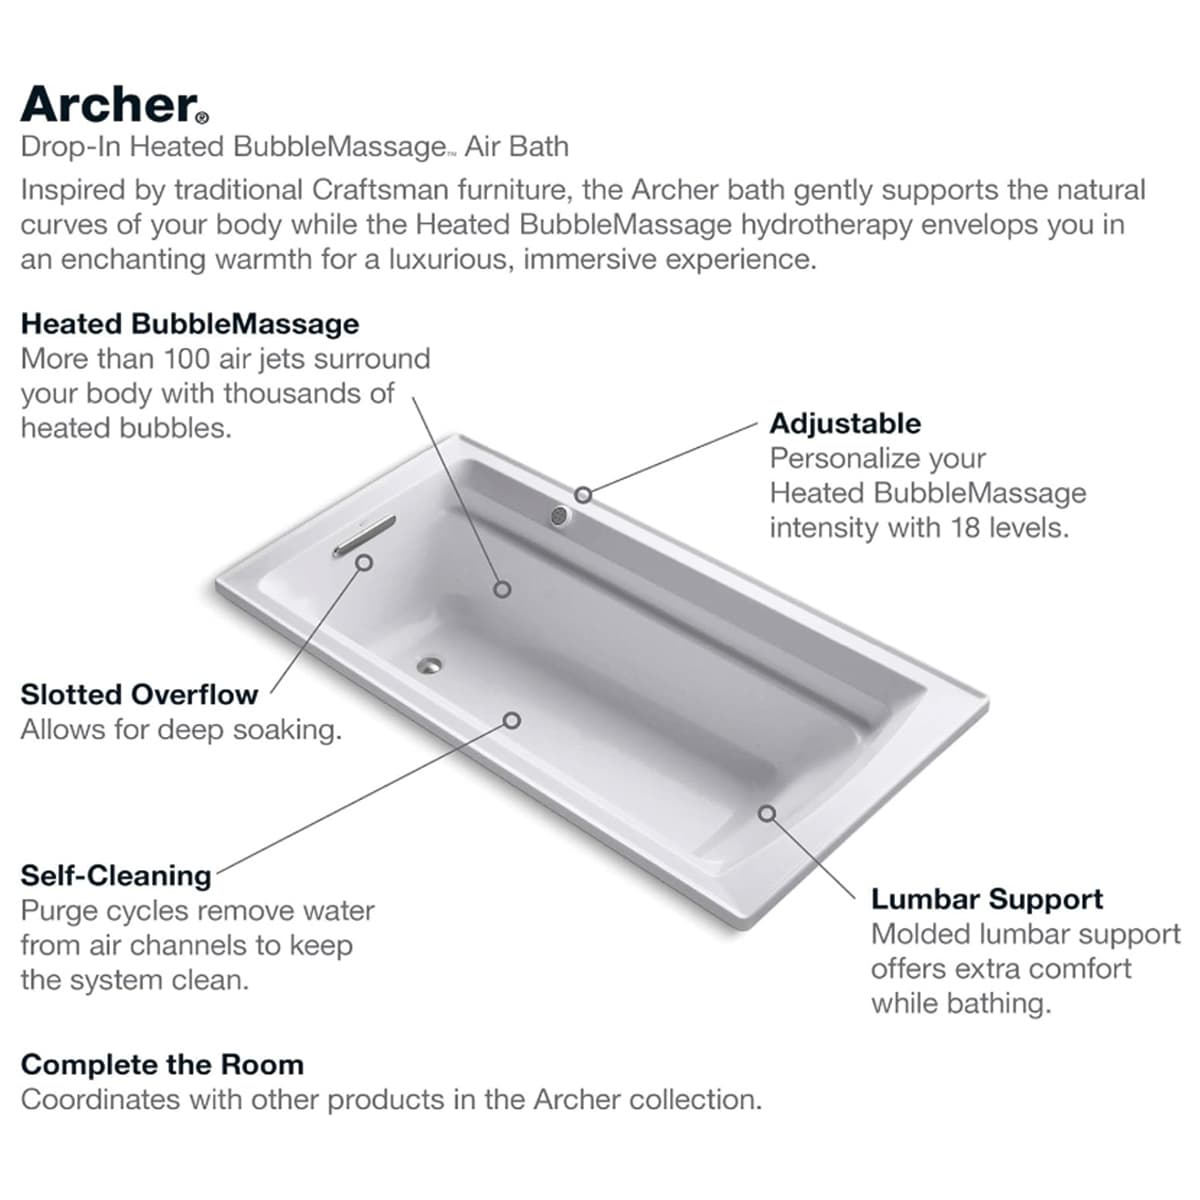 Archer®
Drop-In Heated BubbleMassage™ Air Bath
Inspired by traditional Craftsman furniture, the Archer bath gently supports the natural
curves of your body while the Heated BubbleMassage hydrotherapy envelops you in
an enchanting warmth for a luxurious, immersive experience.
Heated BubbleMassage
More than 100 air jets surround
your body with thousands of
heated bubbles.
Adjustable
Personalize your
Heated BubbleMassage
intensity with 18 levels.
Slotted Overflow
Allows for deep soaking.
Self-Cleaning
Purge cycles remove water
from air channels to keep
the system clean.
Lumbar Support
Molded lumbar support
offers extra comfort
while bathing.
Complete the Room
Coordinates with other products in the Archer collection.